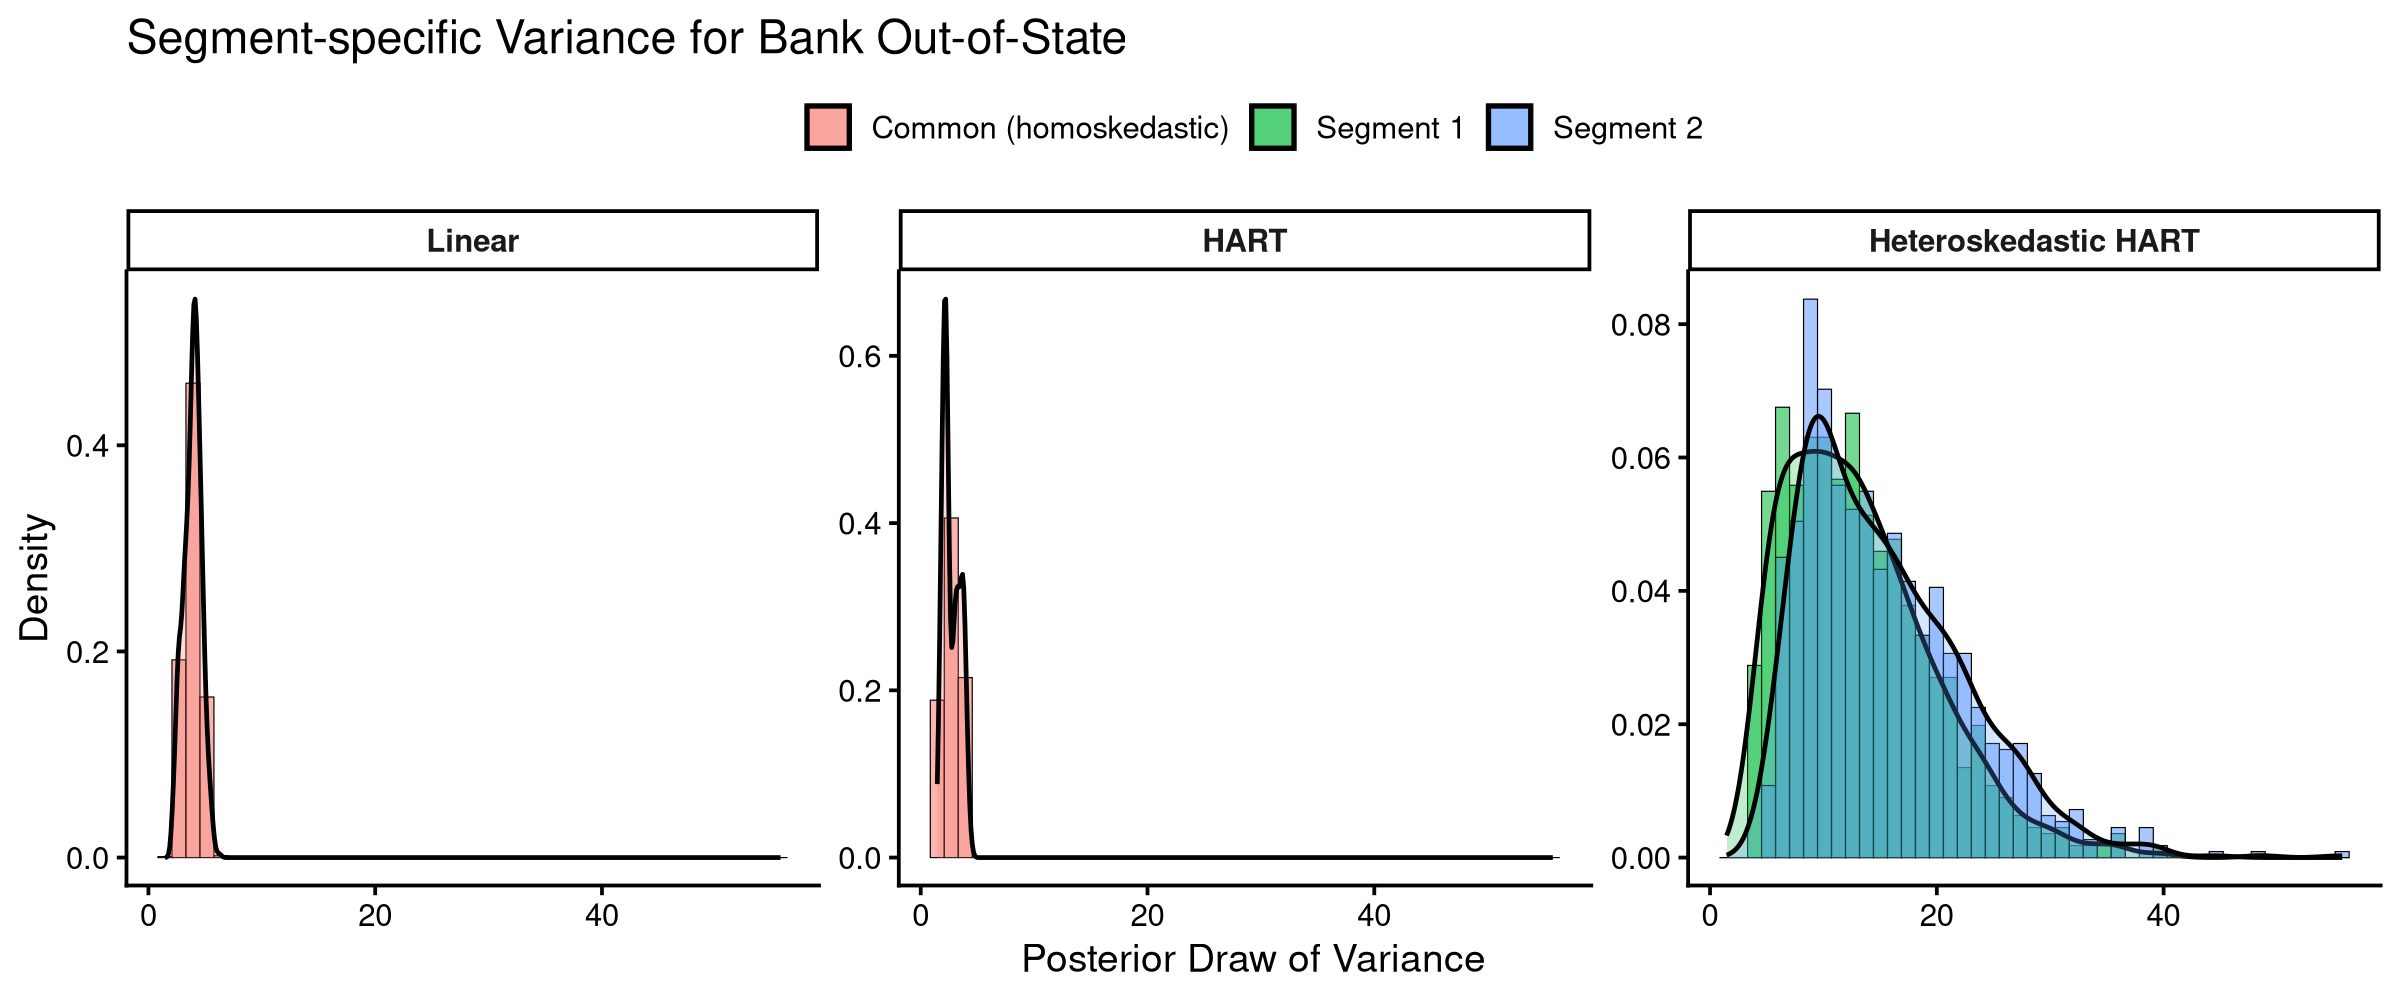 Segment-specific Variance for Bank Out-of-State
Common (homoskedastic) Segment 1 Segment 2
Linear HART Heteroskedastic HART
Density
0.4
0.2
0.0
0.6
0.4
0.2
0.0
0.08
0.06
0.04
0.02
0.00
0 20 40 0 20 40 0 20 40
Posterior Draw of Variance